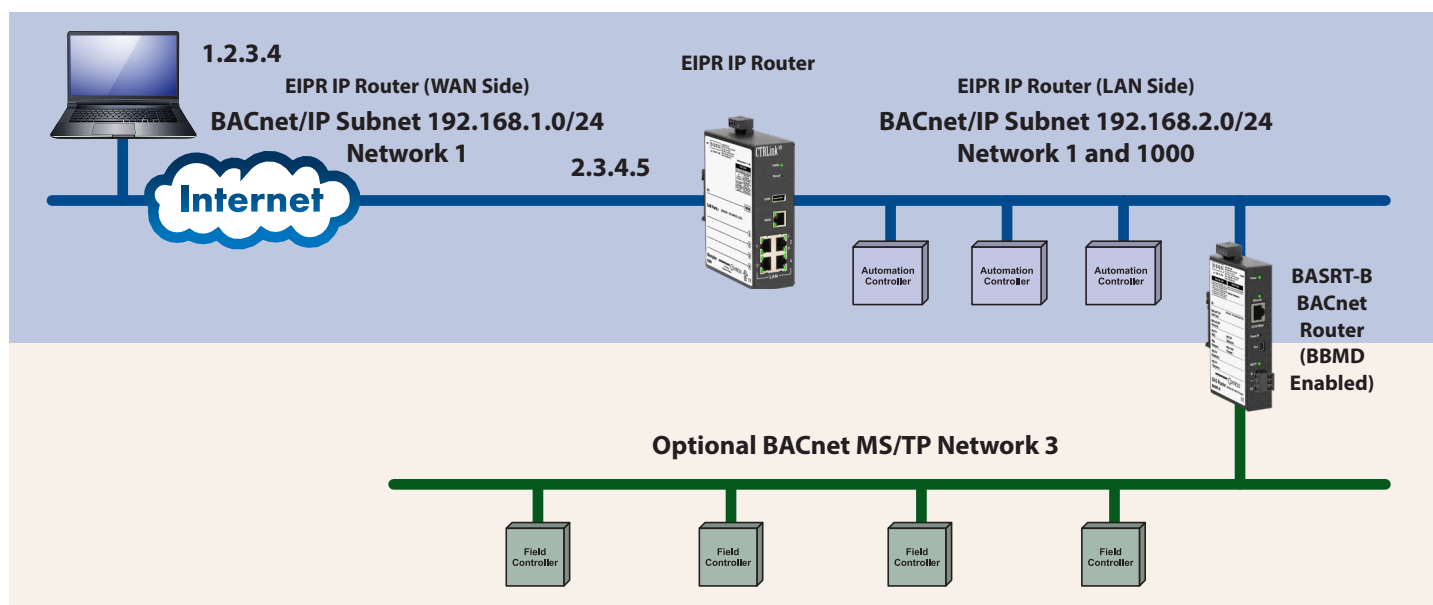 1.2.3.4
EIPR IP Router (WAN Side)
BACnet/IP Subnet 192.168.1.0/24
Network 1
2.3.4.5
Internet
EIPR IP Router
CTRLink®
LAN
EIPR IP Router (LAN Side)
BACnet/IP Subnet 192.168.2.0/24
Network 1 and 1000
Automation
Controller
Automation
Controller
Automation
Controller
BASRT-B
BACnet
Router
(BBMD
Enabled)
Optional BACnet MS/TP Network 3
Field
Controller
Field
Controller
Field
Controller
Field
Controller